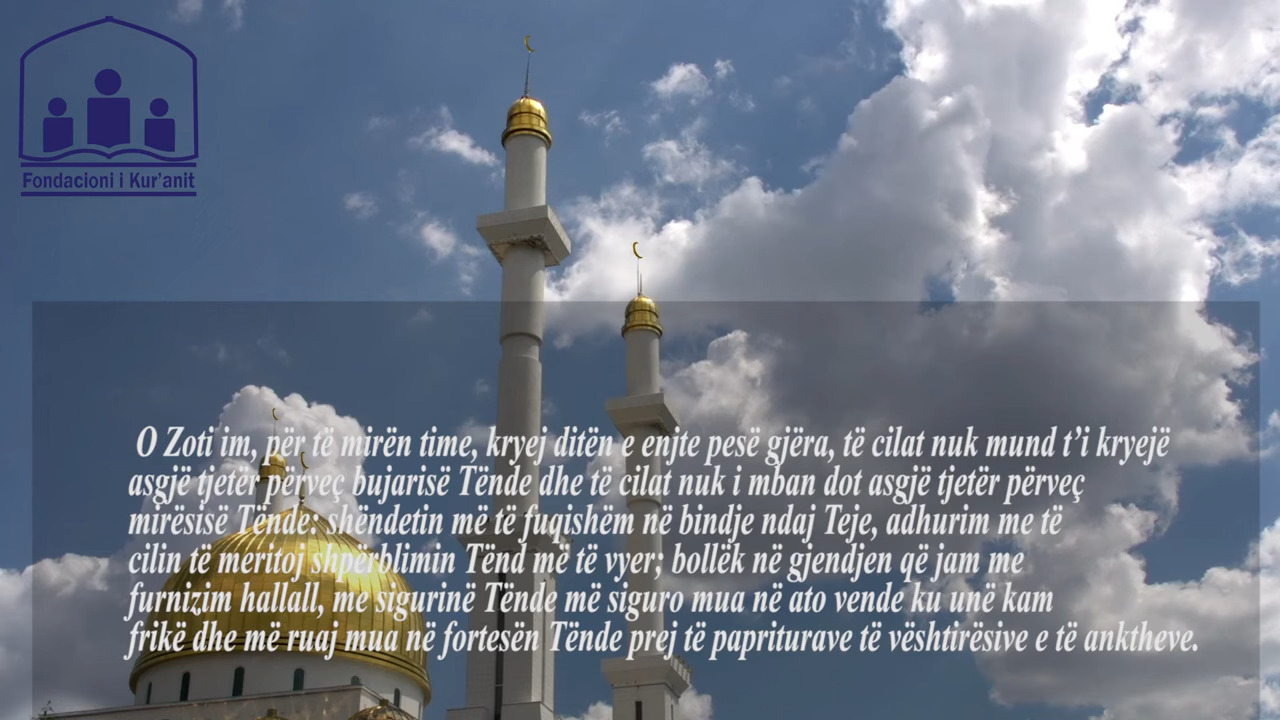 Fondacioni i Kur'anit
O Zoti im, për të mirën time, kryej ditën e enjte pesë gjëra, të cilat nuk mund t'i kryejë
asgjë tjetër përveç bujarisë Tënde dhe të cilat nuk i mban dot asgjë tjetër përveç
mirësisë Tënde: shëndetin më të fuqishëm në bindje ndaj Teje, adhurim me të
cilin të meritoj shpërblimin Tënd më të vyer; bollëk në gjendjen që jam me
furnizim hallall, me sigurinë Tënde më siguro mua në ato vende ku unë kam
frikë dhe më ruaj mua në fortesën Tënde prej të papriturave të vështirësive e të anktheve.